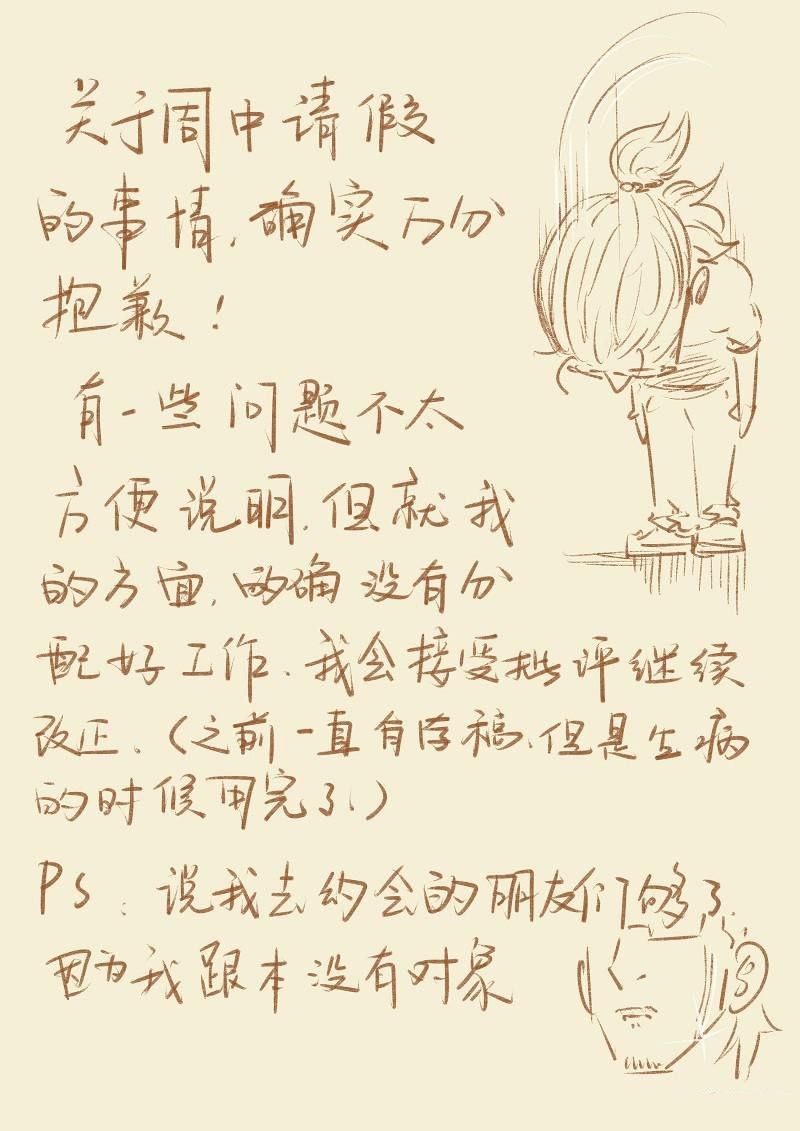 关于周中请假
的事情,确实万分
抱歉!
有一些问题不太
方便说明,但就我
的方面,的确没有分
配好工作、我会接受批评继续
改正、(之前一直有存稿、但是生病
的时候用完了、)
PS:说我去约会的朋友们够了
因为我跟本没有对象